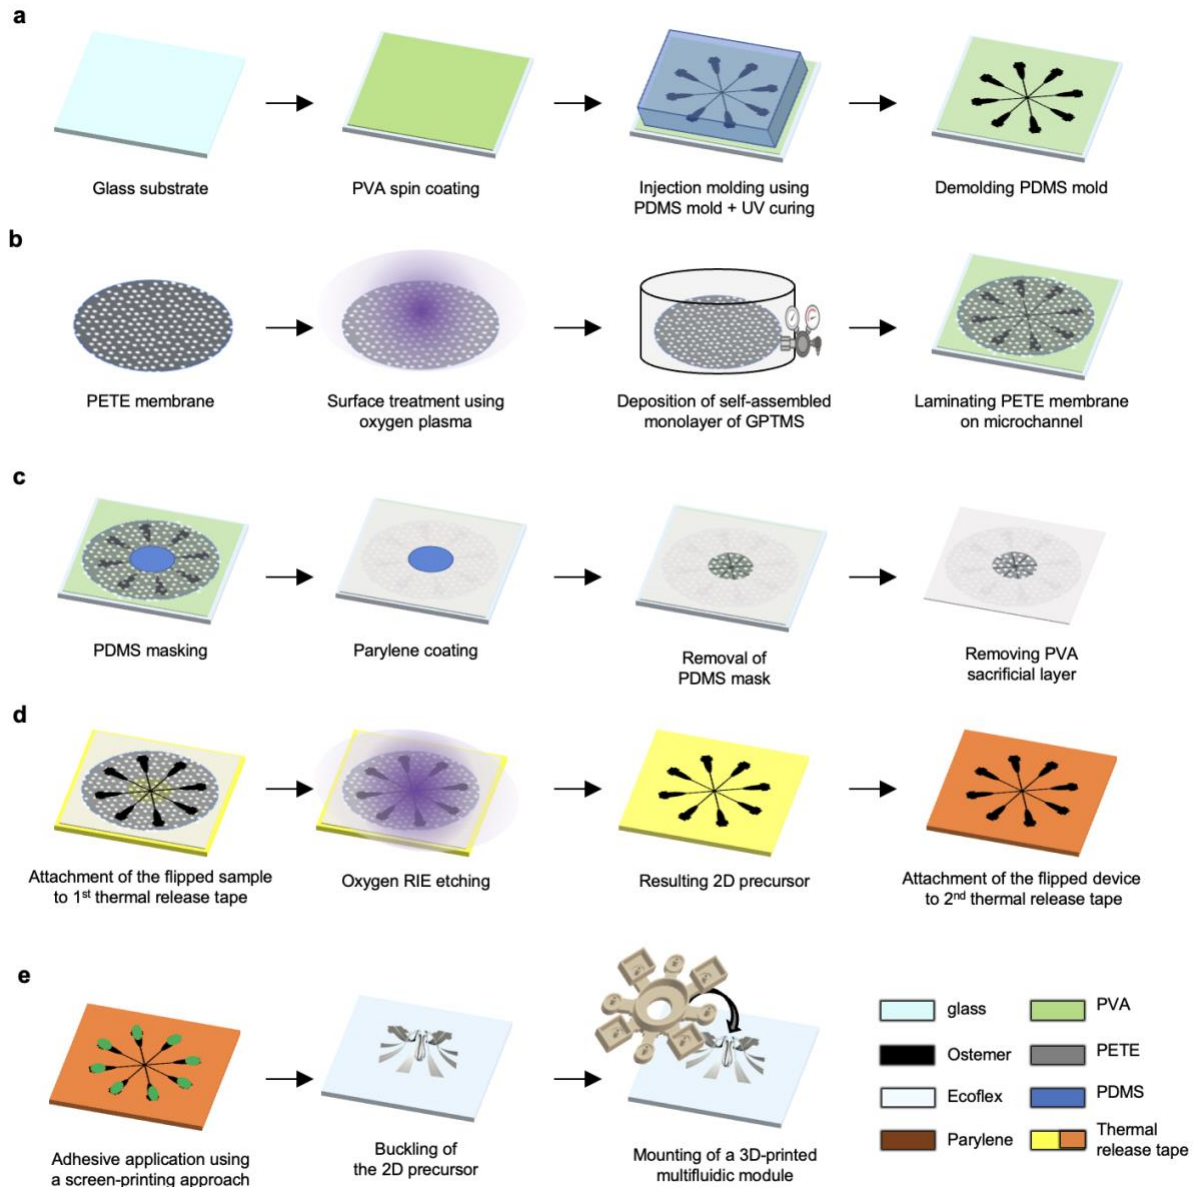 a
Glass substrate
PVA spin coating
Injection molding using
PDMS mold + UV curing
Demolding PDMS mold
b
PETE membrane
Surface treatment using
oxygen plasma
Deposition of self-assembled
monolayer of GPTMS
Laminating PETE membrane
on microchannel
c
PDMS masking
Parylene coating
Removal of
PDMS mask
Removing PVA
sacrificial layer
d
Attachment of the flipped sample
to 1st thermal release tape
Oxygen RIE etching
Resulting 2D precursor
Attachment of the flipped device
to 2nd thermal release tape
e
Adhesive application using
a screen-printing approach
Buckling of
the 2D precursor
Mounting of a 3D-printed
multifluidic module
glass
PVA
Ostemer
PETE
Ecoflex
PDMS
Parylene
Thermal
release tape